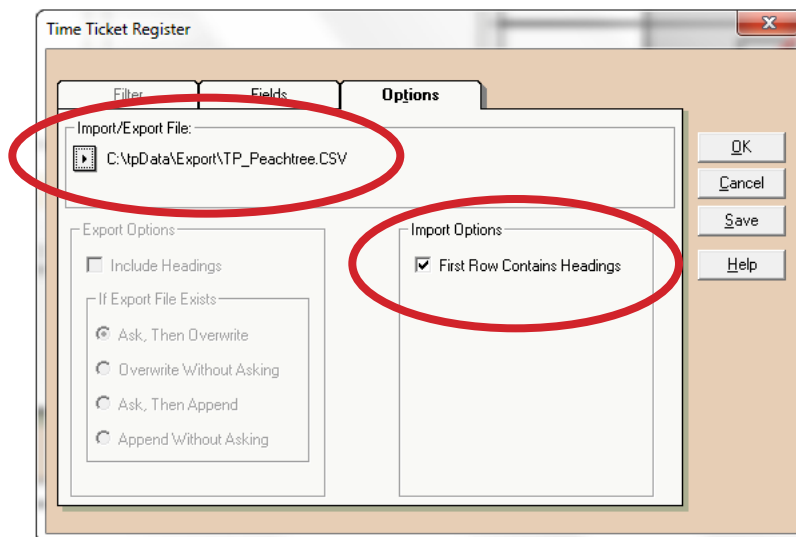 Time Ticket Register
Filter Fields Options
Import/Export File:
C:\tpData\Export\TP_Peachtree.CSV
OK
Cancel
Save
Help
Export Options
Include Headings
If Export File Exists
Ask, Then Overwrite
Overwrite Without Asking
Ask, Then Append
Append Without Asking
Import Options
First Row Contains Headings